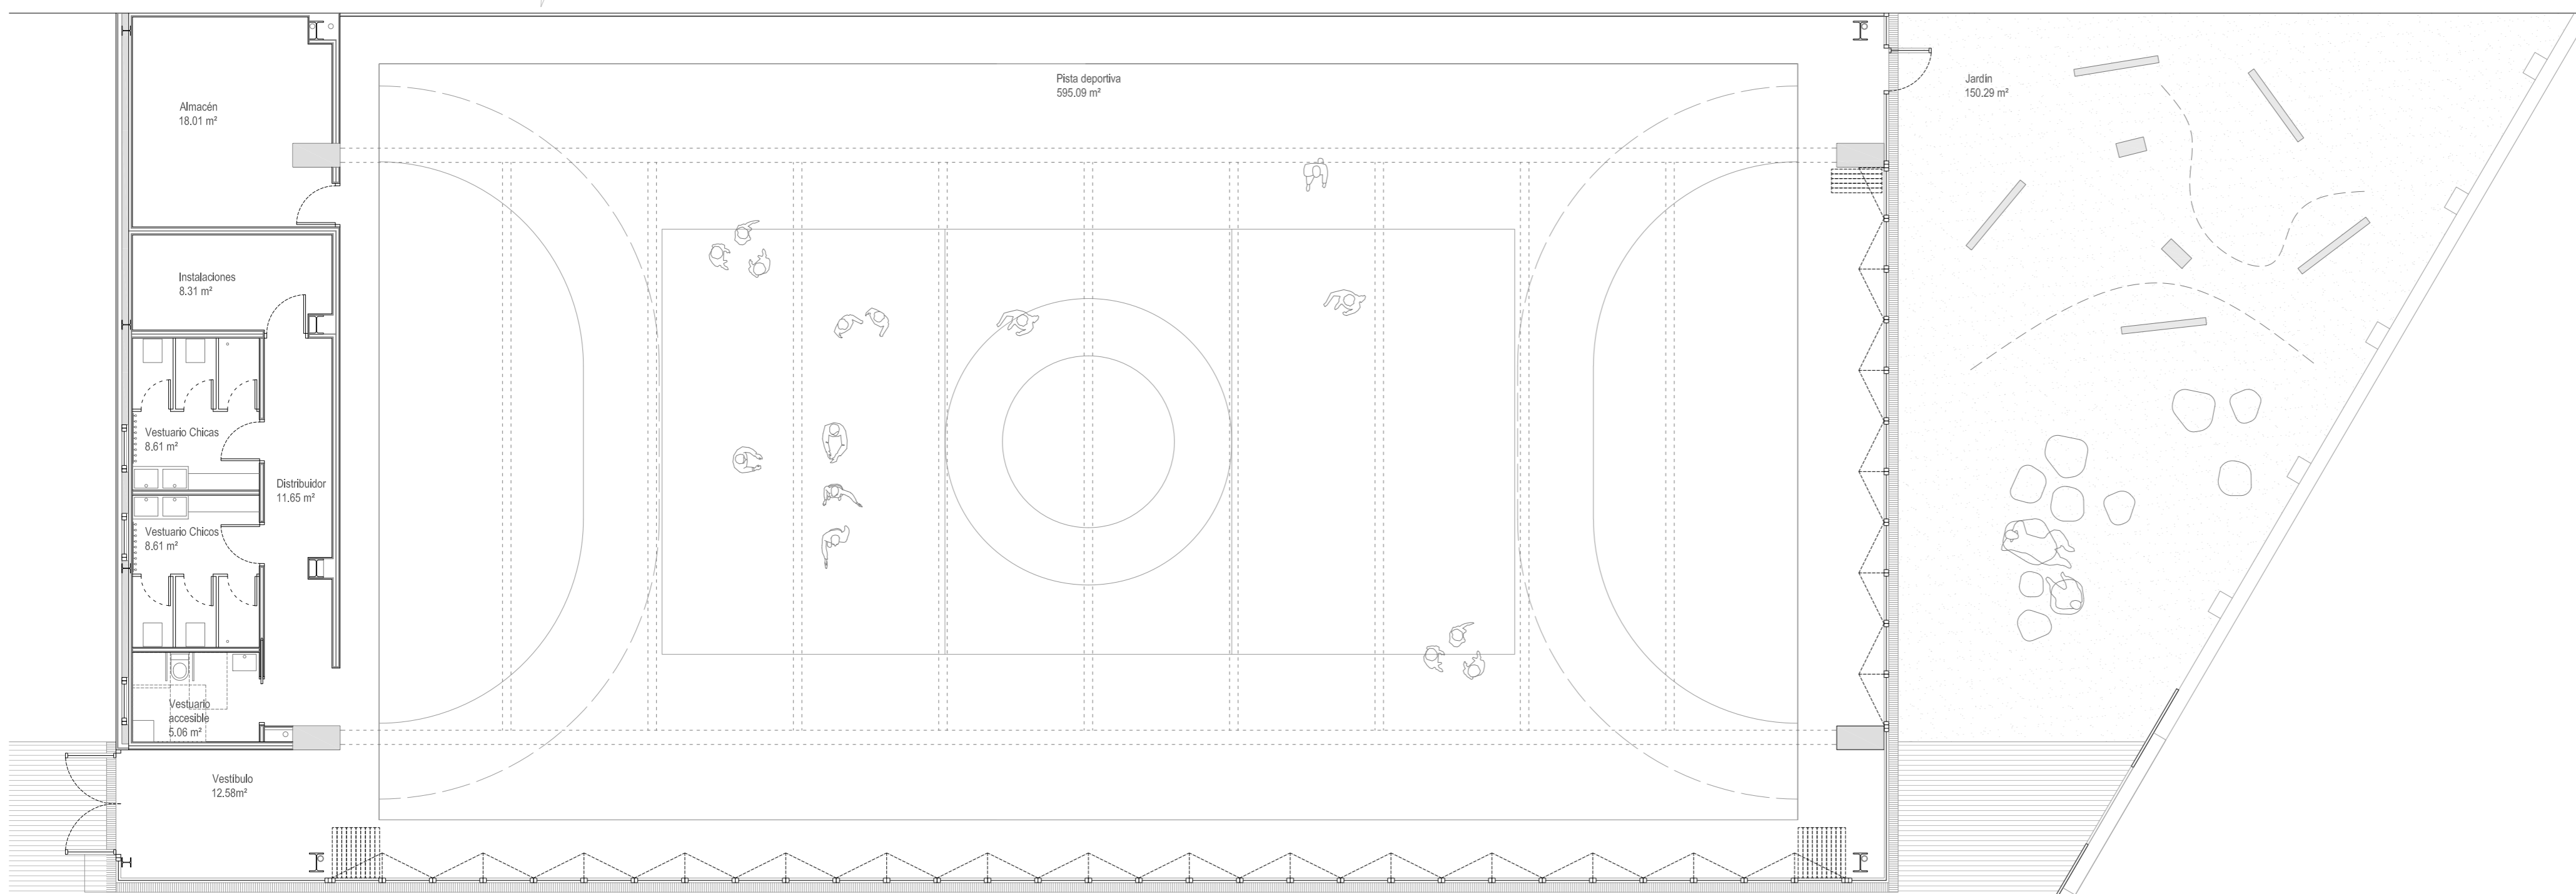 Almacén
18.01 m²
Pista deportiva
595.09 m²
Jardín
150.29 m²
Instalaciones
8.31 m²
Vestuario Chicas
8.61 m²
Distribuidor
11.65 m²
Vestuario Chicos
8.61 m²
Vestuario
accesible
5.06 m²
Vestíbulo
12.58m²